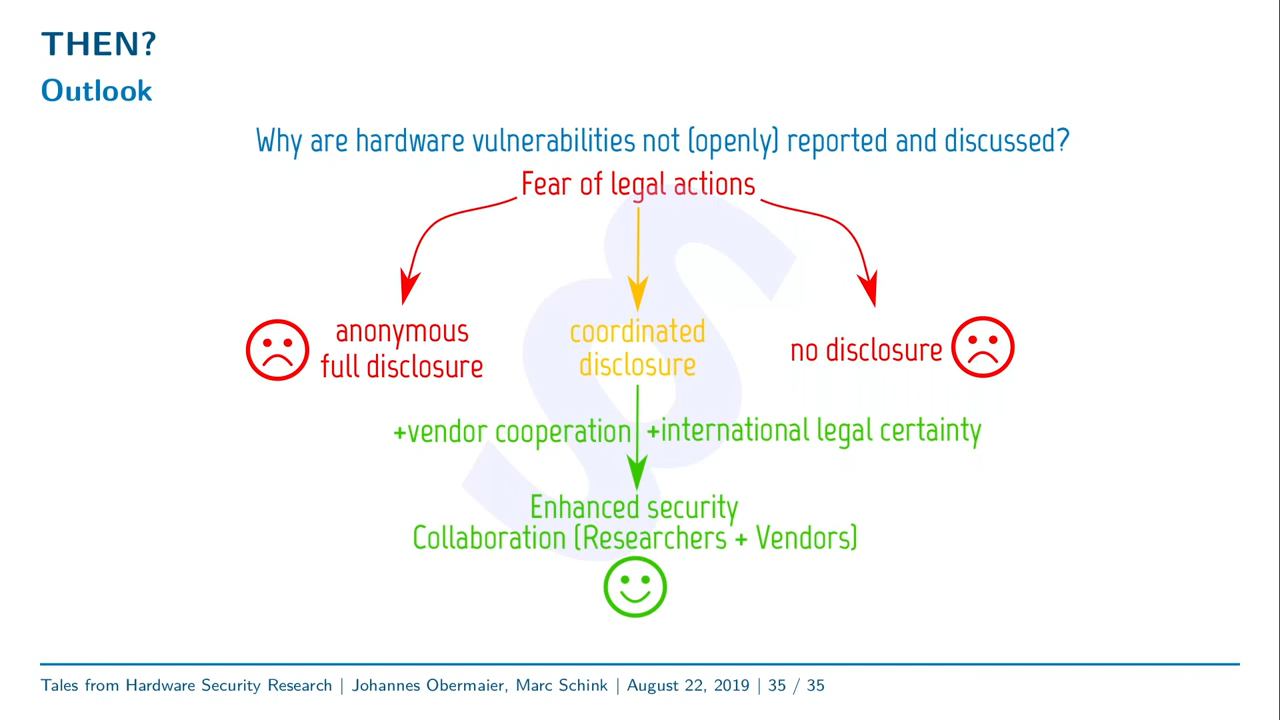 THEN?
Outlook
Why are hardware vulnerabilities not (openly) reported and discussed?
Fear of legal actions
§
anonymous
full disclosure
coordinated
disclosure
no disclosure
+vendor cooperation
+international legal certainty
Enhanced security
Collaboration (Researchers + Vendors)
Tales from Hardware Security Research | Johannes Obermaier, Marc Schink | August 22, 2019 | 35 / 35